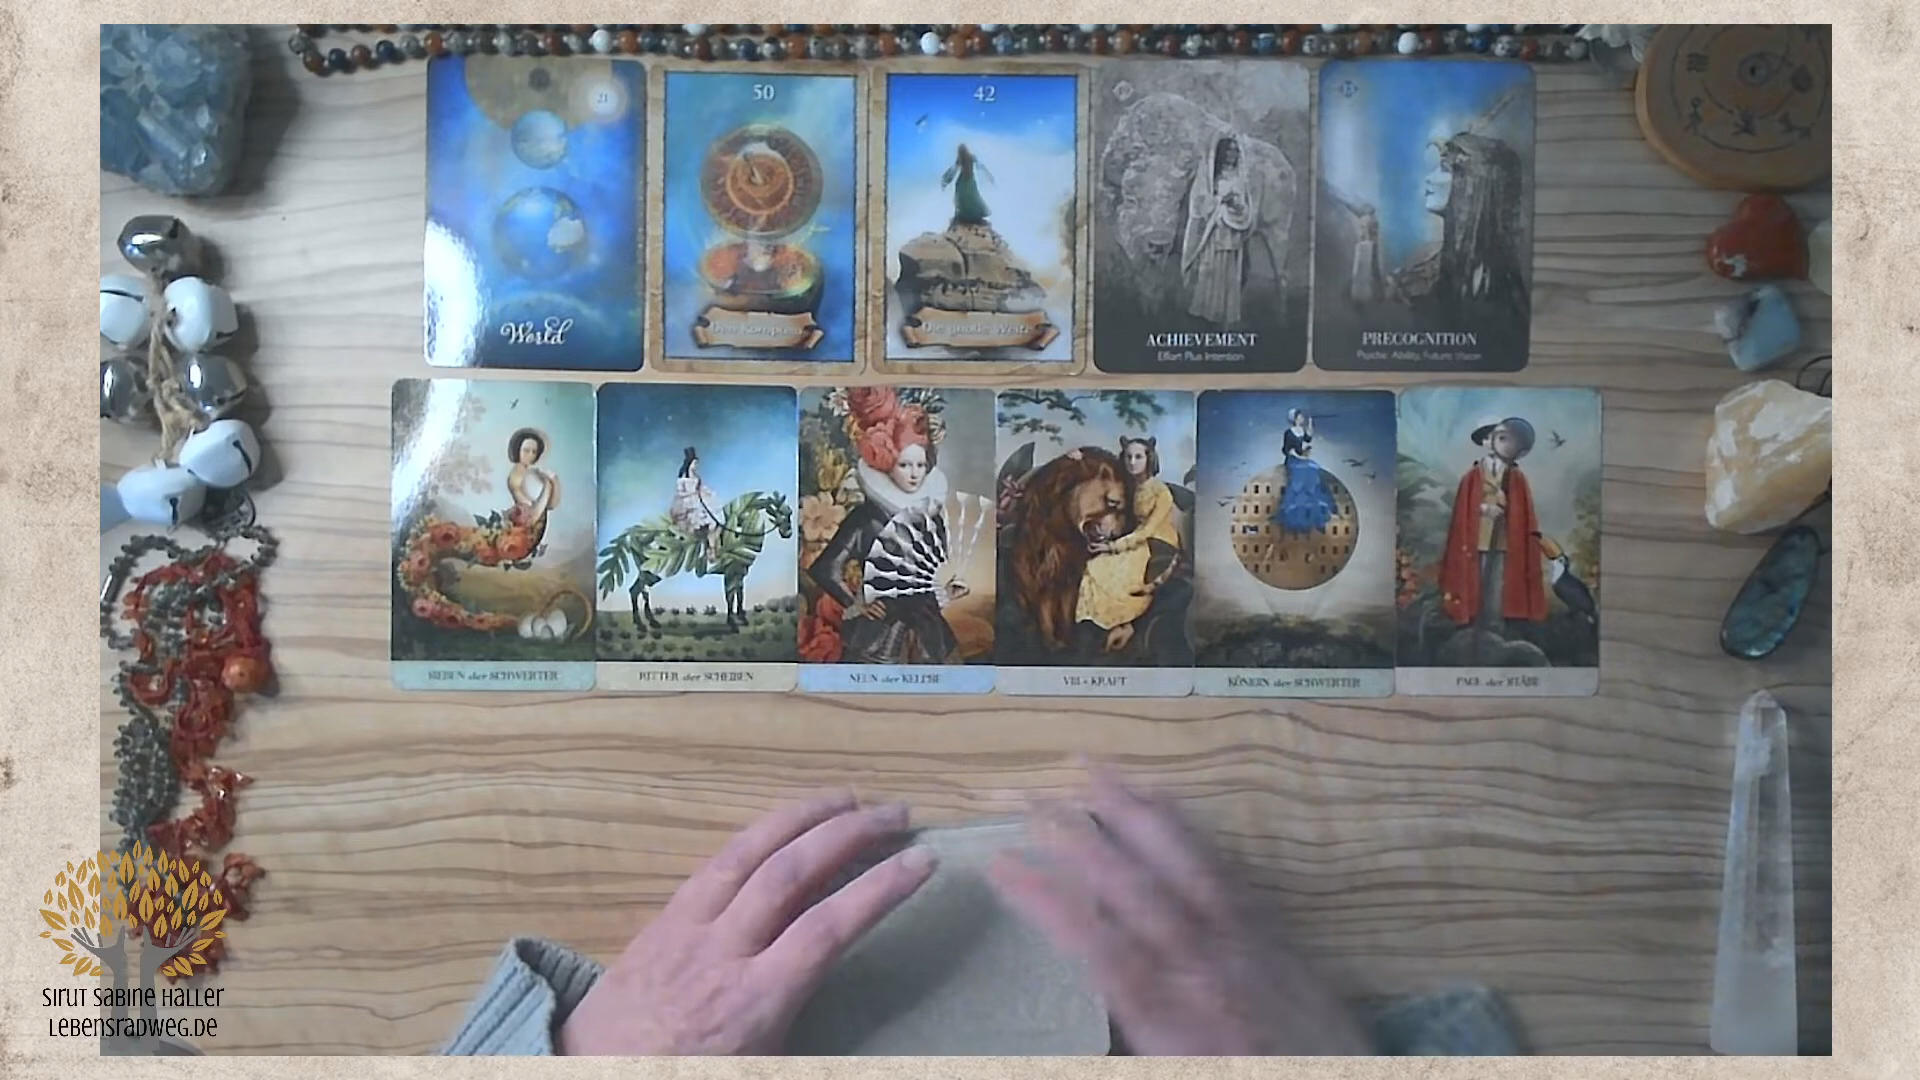 21
World
50
Der Kompass
42
Die große Weite
ACHIEVEMENT
Effort Plus Intention
PRECOGNITION
Psychic Ability, Future Vision
SIEBEN der SCHWERTER
RITTER der SCHEIBEN
NEUN der KELCHE
VIII • KRAFT
KÖNIGIN der SCHWERTER
PAGE der STÄBE
SIRUT SABINE HALLER
LEBENSRADWEG.DE